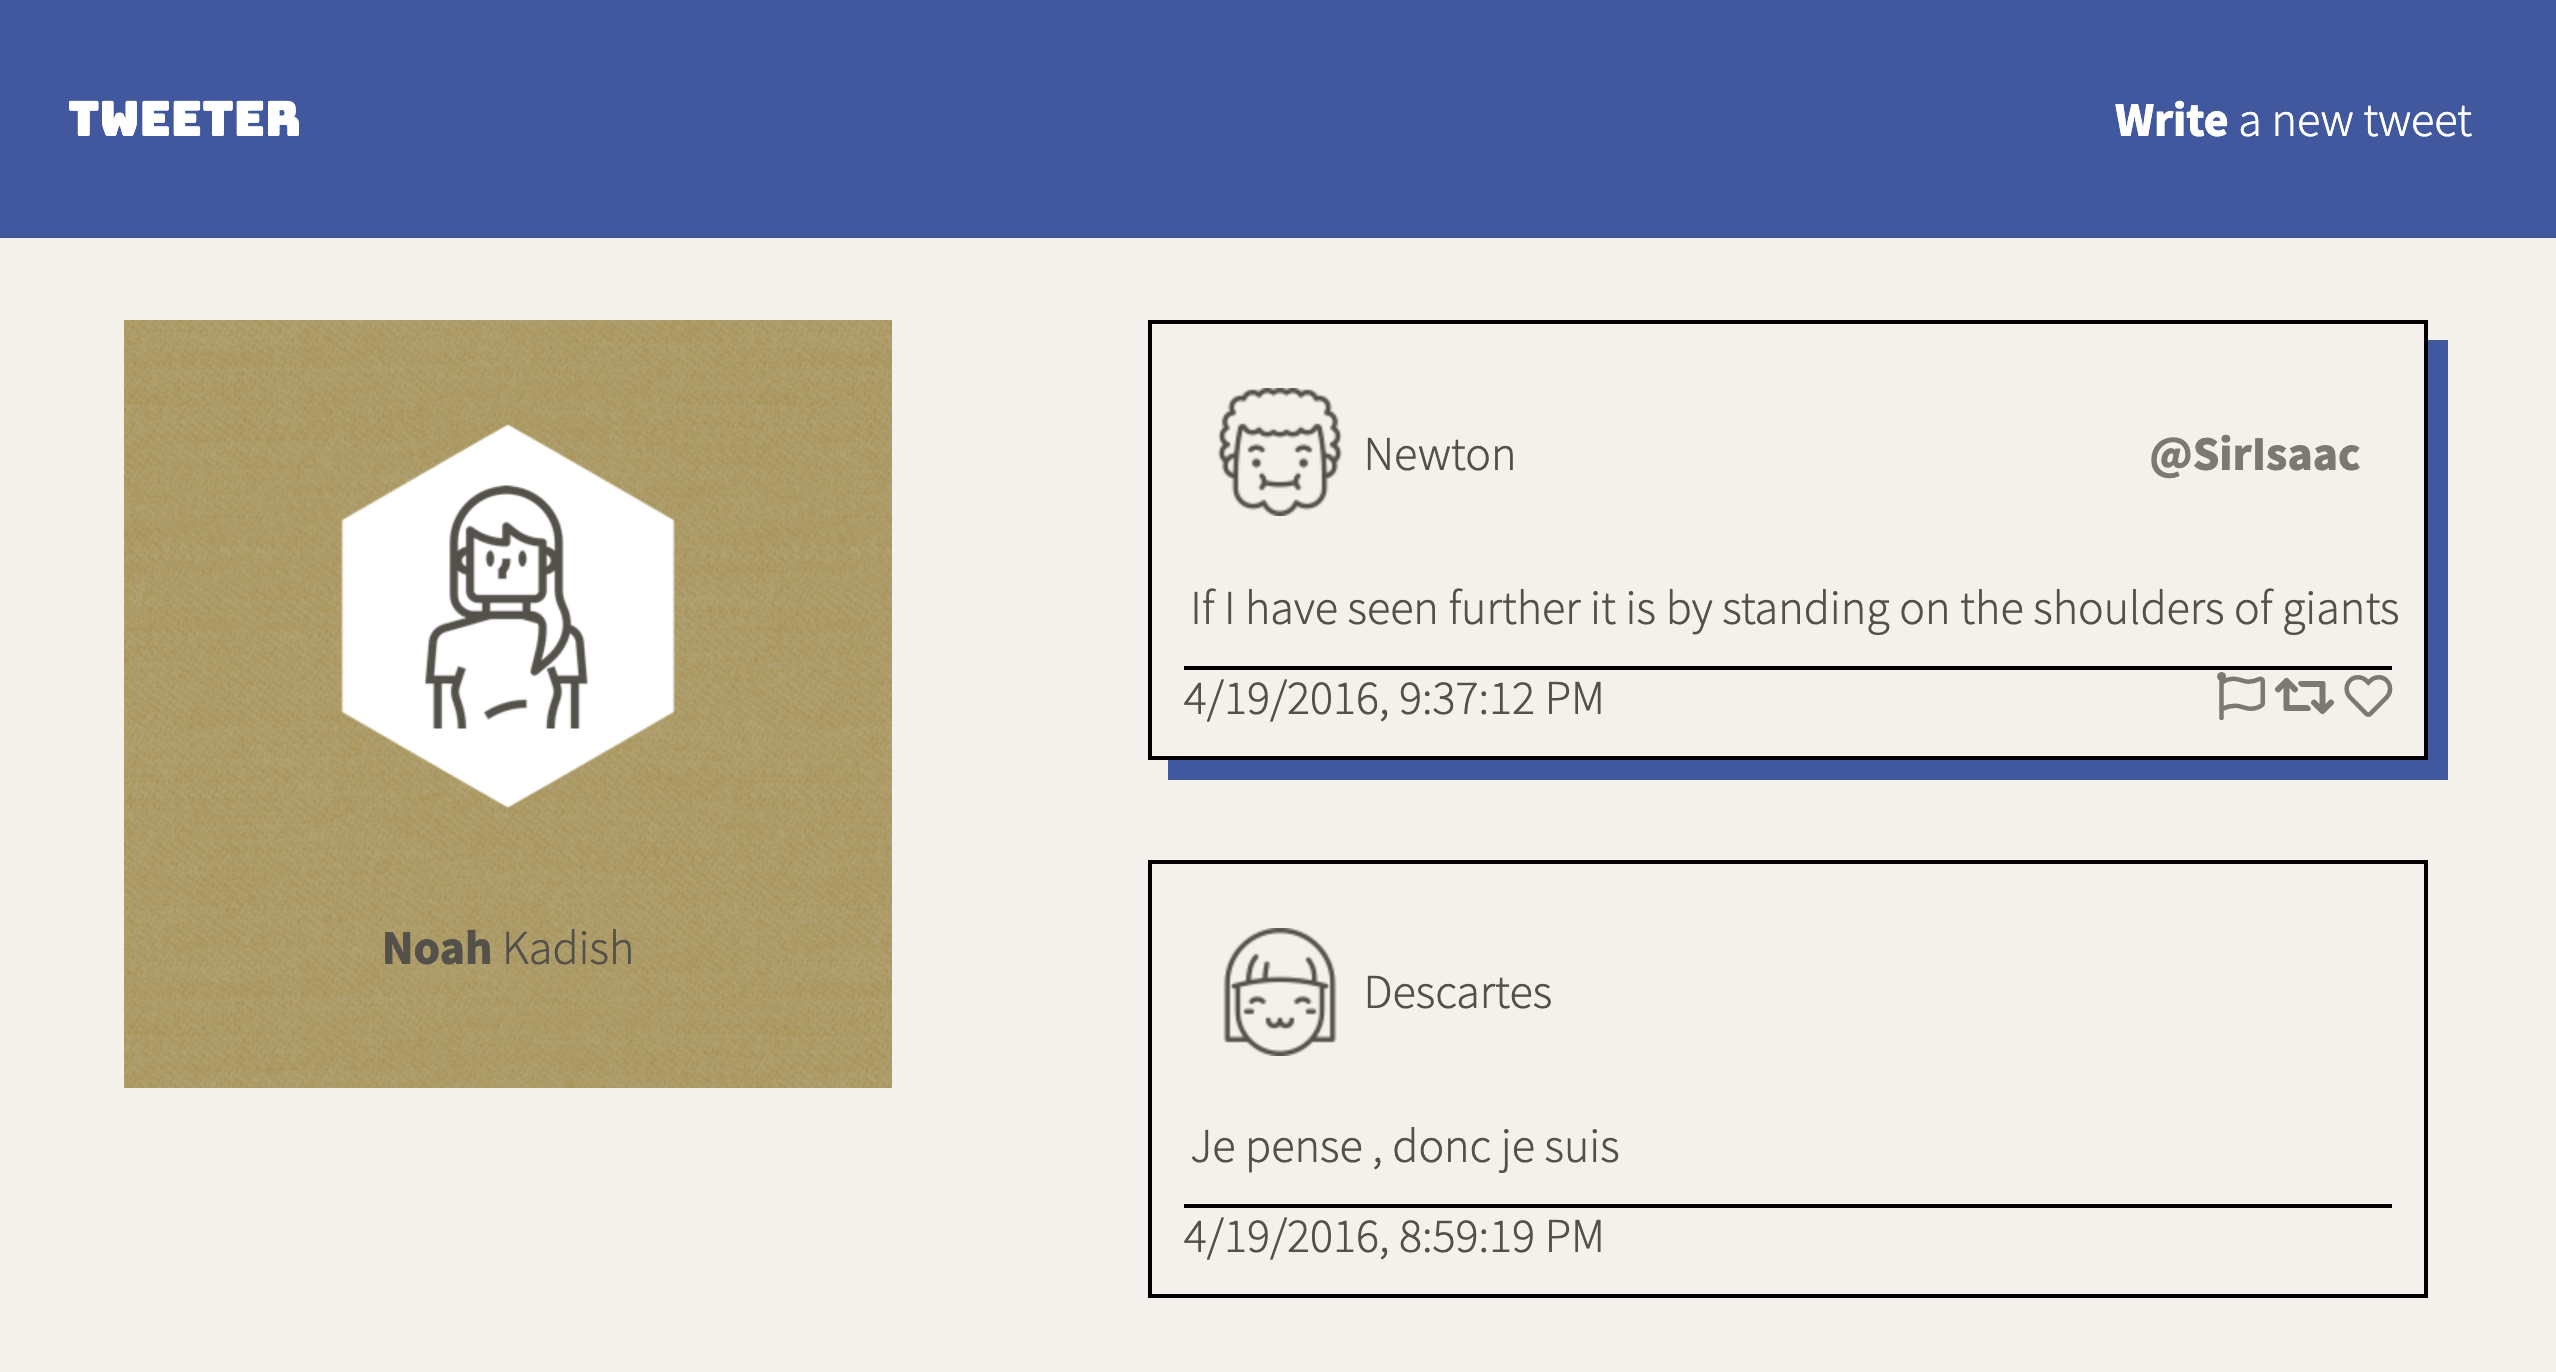 TWEETER
Write a new tweet
Noah Kadish
Newton
@SirIsaac
If I have seen further it is by standing on the shoulders of giants
4/19/2016, 9:37:12 PM
Descartes
Je pense , donc je suis
4/19/2016, 8:59:19 PM